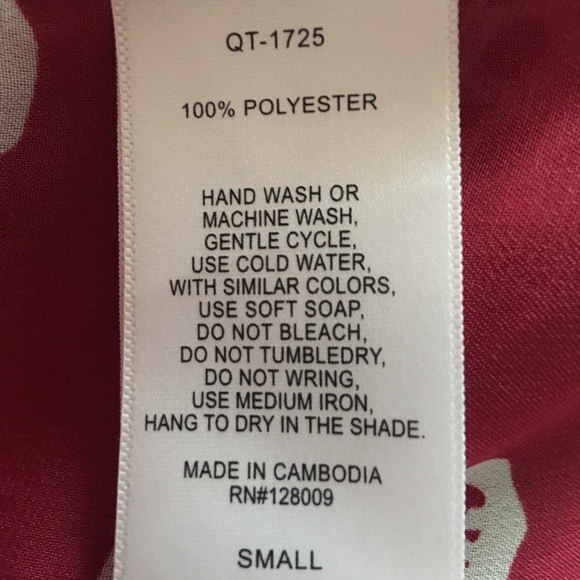 QT-1725
100% POLYESTER
HAND WASH OR
MACHINE WASH,
GENTLE CYCLE,
USE COLD WATER,
WITH SIMILAR COLORS,
USE SOFT SOAP,
DO NOT BLEACH,
DO NOT TUMBLEDRY,
DO NOT WRING,
USE MEDIUM IRON,
HANG TO DRY IN THE SHADE.
MADE IN CAMBODIA
RN#128009
SMALL